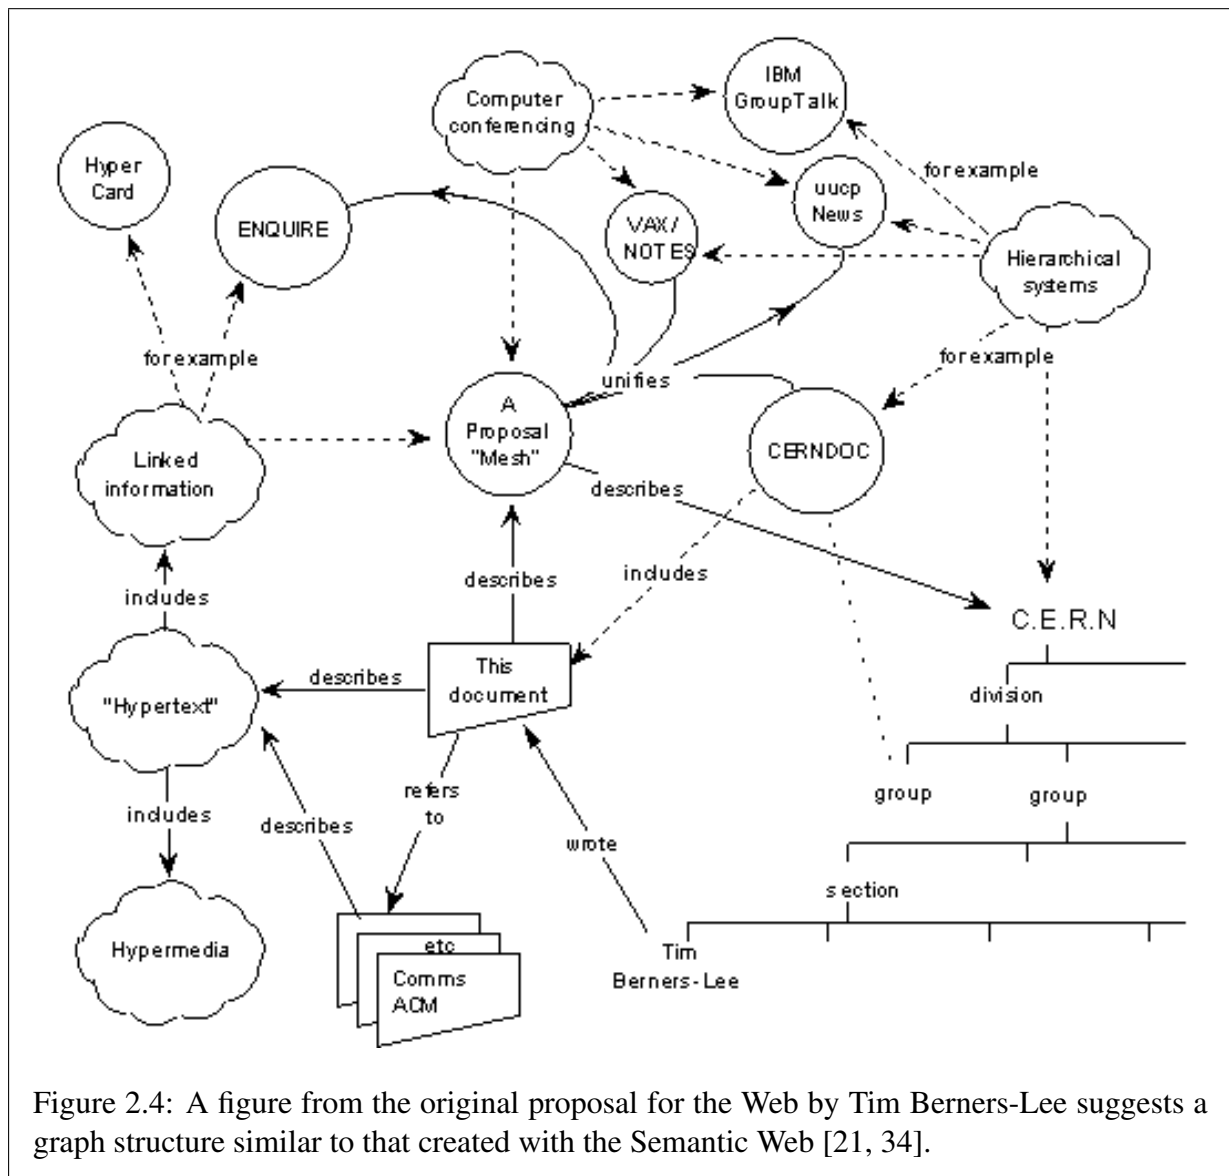 IBM
GroupTalk
Computer
conferencing
Hyper
Card
for example
uucp
News
ENQUIRE
VAX/
NOTES
Hierarchical
systems
for example
for example
unifies
A
Proposal
"Mesh"
CERNDOC
Linked
information
describes
includes
describes
includes
C.E.R.N
This
document
describes
"Hypertext"
division
refers
to
includes
describes
group
group
wrote
section
Hypermedia
etc
Comms
ACM
Tim
Berners-Lee
Figure 2.4: A figure from the original proposal for the Web by Tim Berners-Lee suggests a
graph structure similar to that created with the Semantic Web [21, 34].